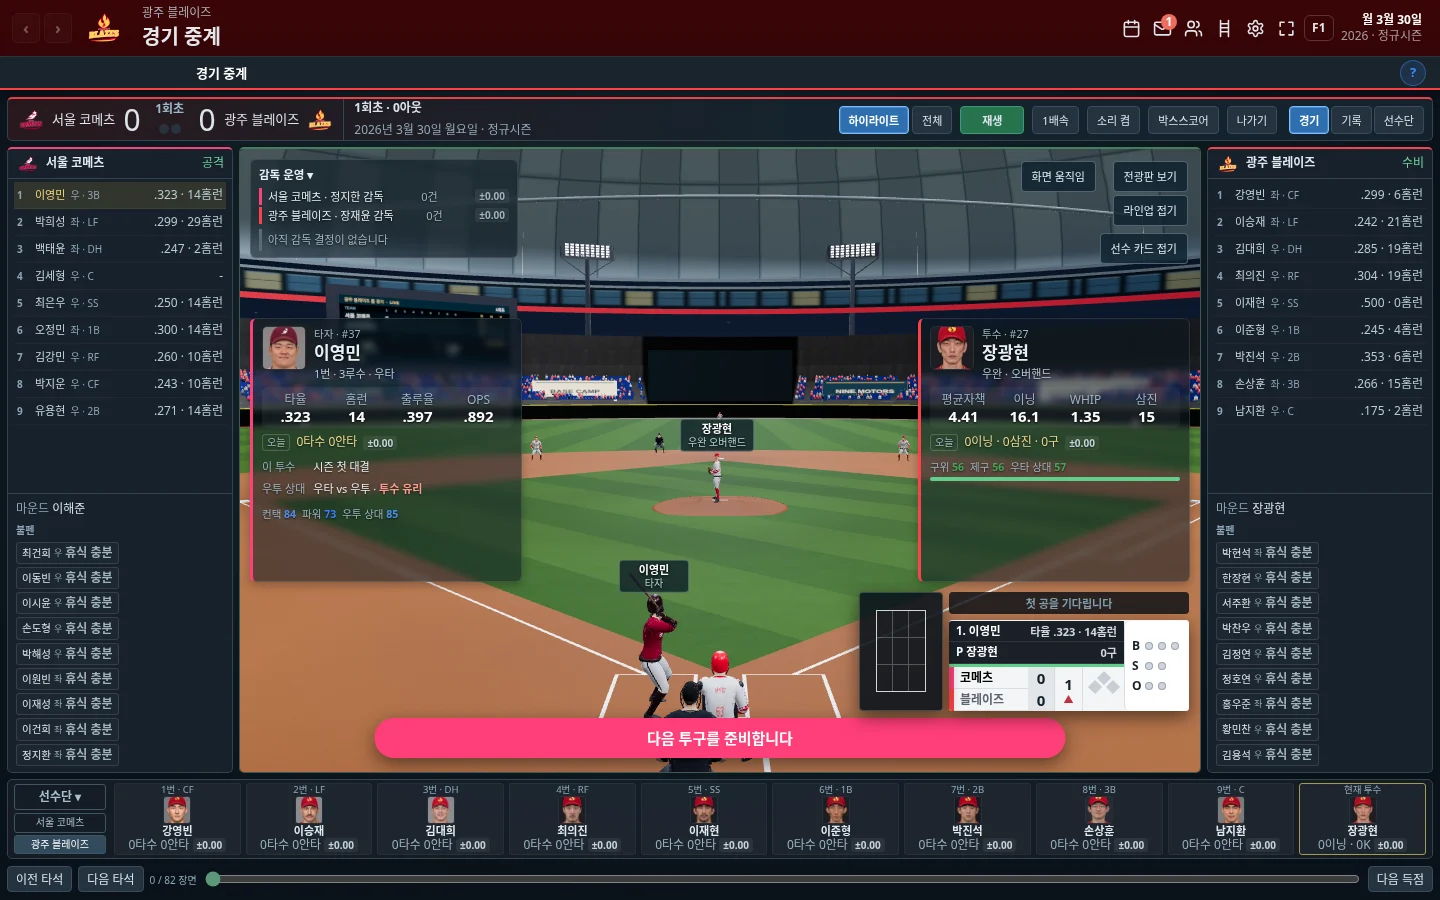 광주 블레이즈
경기 중계
1
F1
월 3월 30일
2026 · 정규시즌
경기 중계
?
서울 코메츠 0 1회초 0 광주 블레이즈
1회초 · 0아웃
2026년 3월 30일 월요일 · 정규시즌
하이라이트 전체 재생 1배속 소리 켬 박스스코어 나가기 경기 기록 선수단
서울 코메츠 공격
1 이영민 우 · 3B .323 · 14홈런
2 박희성 좌 · LF .299 · 29홈런
3 백태윤 좌 · DH .247 · 2홈런
4 김세형 우 · C -
5 최은우 우 · SS .250 · 14홈런
6 오정민 좌 · 1B .300 · 14홈런
7 김강민 우 · RF .260 · 10홈런
8 박지운 우 · CF .243 · 10홈런
9 유용현 우 · 2B .271 · 14홈런
마운드 이해준
불펜
최건희 우 휴식 충분
이동빈 우 휴식 충분
이시윤 우 휴식 충분
손도형 우 휴식 충분
박해성 좌 휴식 충분
이원빈 좌 휴식 충분
이재성 좌 휴식 충분
이건희 좌 휴식 충분
정지환 좌 휴식 충분
감독 운영 ▾
서울 코메츠 · 정지한 감독 0건 ±0.00
광주 블레이즈 · 장재윤 감독 0건 ±0.00
아직 감독 결정이 없습니다
화면 움직임
전광판 보기
라인업 접기
선수 카드 접기
타자 · #37
이영민
1번 · 3루수 · 우타
타율 홈런 출루율 OPS
.323 14 .397 .892
오늘 0타수 0안타 ±0.00
이 투수 시즌 첫 대결
우투 상대 우타 vs 우투 · 투수 유리
컨택 84 파워 73 우투 상대 85
BASE CAMP
NINE MOTORS
장광현
우완 오버핸드
이영민
타자
투수 · #27
장광현
우완 · 오버핸드
평균자책 이닝 WHIP 삼진
4.41 16.1 1.35 15
오늘 0이닝 · 0삼진 · 0구 ±0.00
구위 56 제구 56 우타 상대 57
첫 공을 기다립니다
1. 이영민 타율 .323 · 14홈런
P 장광현 0구
코메츠 0
블레이즈 0
1
▲
B
S
O
다음 투구를 준비합니다
광주 블레이즈 수비
1 강영빈 좌 · CF .299 · 6홈런
2 이승재 좌 · LF .242 · 21홈런
3 김대희 우 · DH .285 · 19홈런
4 최의진 우 · RF .304 · 19홈런
5 이재현 우 · SS .500 · 0홈런
6 이준형 우 · 1B .245 · 4홈런
7 박진석 우 · 2B .353 · 6홈런
8 손상훈 좌 · 3B .266 · 15홈런
9 남지환 우 · C .175 · 2홈런
마운드 장광현
불펜
박현석 좌 휴식 충분
한장현 우 휴식 충분
서주환 우 휴식 충분
박찬우 우 휴식 충분
김정연 우 휴식 충분
정호연 우 휴식 충분
홍우준 좌 휴식 충분
황민찬 우 휴식 충분
김용석 우 휴식 충분
선수단 ▾
서울 코메츠
광주 블레이즈
1번 · CF
강영빈
0타수 0안타 ±0.00
2번 · LF
이승재
0타수 0안타 ±0.00
3번 · DH
김대희
0타수 0안타 ±0.00
4번 · RF
최의진
0타수 0안타 ±0.00
5번 · SS
이재현
0타수 0안타 ±0.00
6번 · 1B
이준형
0타수 0안타 ±0.00
7번 · 2B
박진석
0타수 0안타 ±0.00
8번 · 3B
손상훈
0타수 0안타 ±0.00
9번 · C
남지환
0타수 0안타 ±0.00
현재 투수
장광현
0이닝 · 0K ±0.00
이전 타석 다음 타석 0 / 82 장면 다음 득점